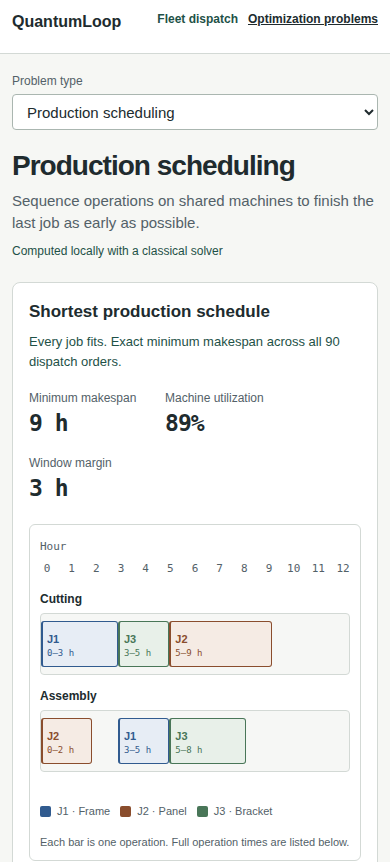 QuantumLoop
Fleet dispatch Optimization problems
Problem type
Production scheduling
Production scheduling
Sequence operations on shared machines to finish the
last job as early as possible.
Computed locally with a classical solver
Shortest production schedule
Every job fits. Exact minimum makespan across all 90
dispatch orders.
Minimum makespan Machine utilization
9 h 89%
Window margin
3 h
Hour
0 1 2 3 4 5 6 7 8 9 10 11 12
Cutting
J1 J3 J2
0–3 h 3–5 h 5–9 h
Assembly
J2 J1 J3
0–2 h 3–5 h 5–8 h
J1 · Frame J2 · Panel J3 · Bracket
Each bar is one operation. Full operation times are listed below.